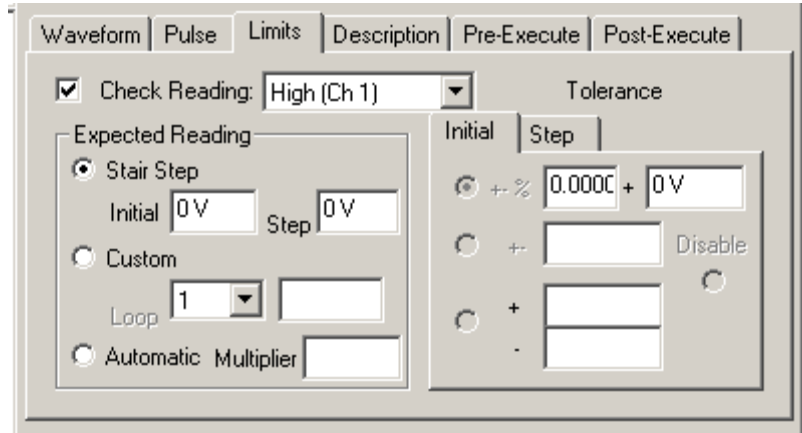 Waveform Pulse Limits Description Pre-Execute Post-Execute
Check Reading: High (Ch 1) Tolerance
Expected Reading Initial Step
Stair Step
+- % 0.0000 + 0 V
Initial 0 V Step 0 V
+- Disable
Custom
Loop 1
+
-
Automatic Multiplier